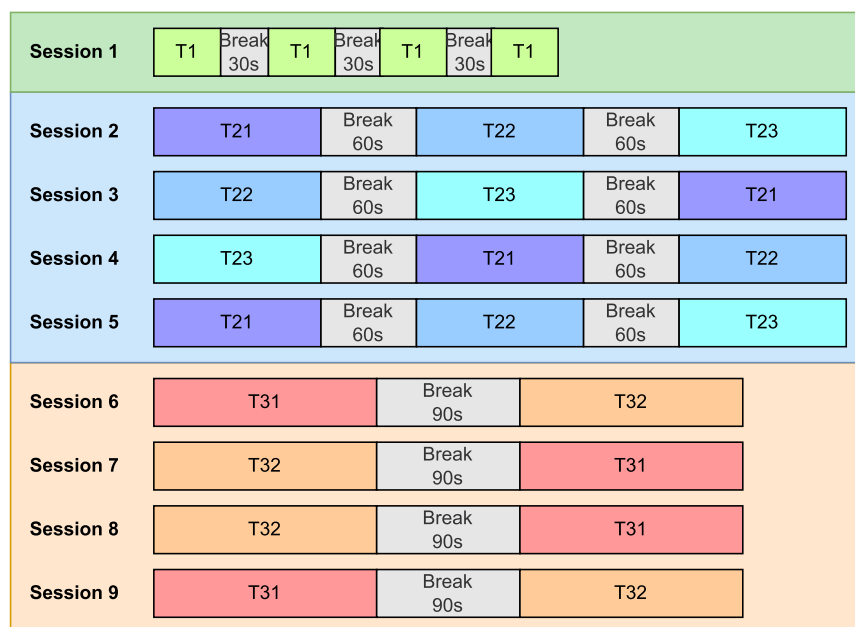 Session 1 T1 Break T1 Break T1 Break T1
30s 30s 30s
Session 2 T21 Break T22 Break T23
60s 60s
Session 3 T22 Break T23 Break T21
60s 60s
Session 4 T23 Break T21 Break T22
60s 60s
Session 5 T21 Break T22 Break T23
60s 60s
Session 6 T31 Break T32
90s
Session 7 T32 Break T31
90s
Session 8 T32 Break T31
90s
Session 9 T31 Break T32
90s